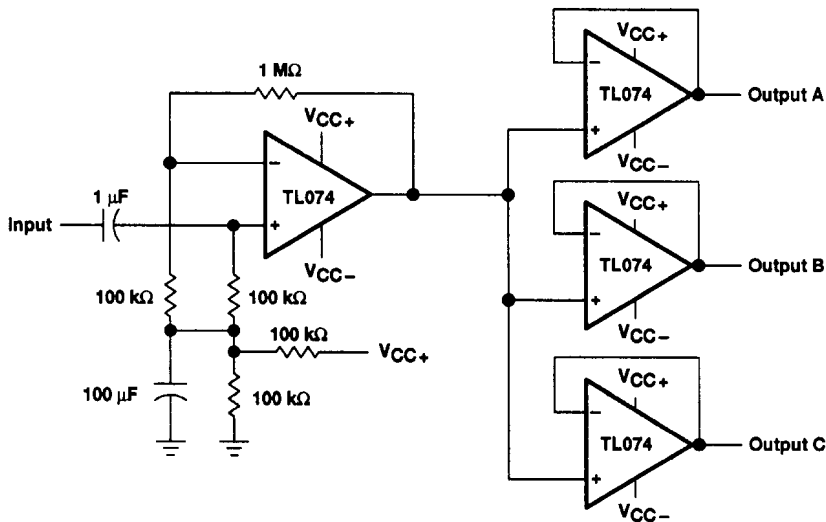 1 MΩ
VCC+
−
TL074
+
VCC−
1 μF
Input
100 kΩ
100 kΩ
100 kΩ
VCC+
100 μF
100 kΩ
VCC+
−
TL074
+
VCC−
Output A
VCC+
−
TL074
+
VCC−
Output B
VCC+
−
TL074
+
VCC−
Output C